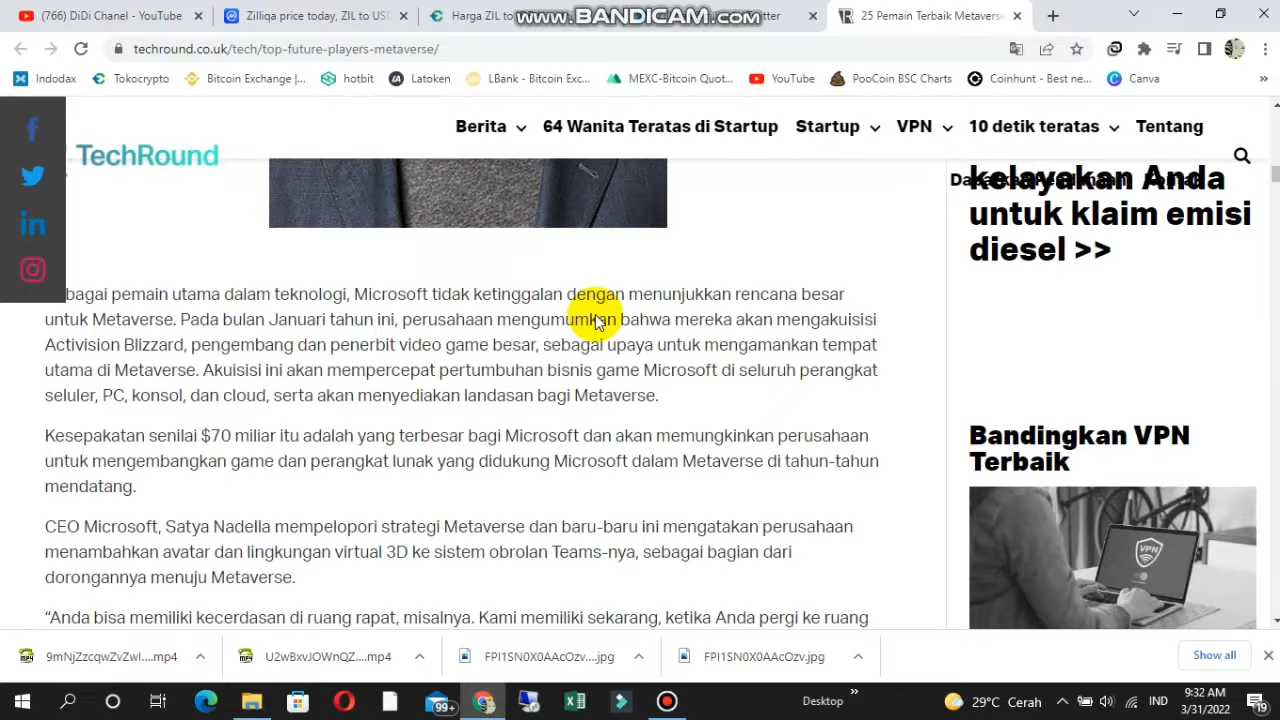 (766) DiDi Chanel - YouTube
Zilliqa price today, ZIL to USD
Harga ZIL to
www.BANDICAM.com
tter
25 Pemain Terbaik Metaverse
techround.co.uk/tech/top-future-players-metaverse/
Indodax
Tokocrypto
Bitcoin Exchange |...
hotbit
Latoken
LBank - Bitcoin Exc...
MEXC-Bitcoin Quot...
YouTube
PooCoin BSC Charts
Coinhunt - Best ne...
Canva
»
Berita
64 Wanita Teratas di Startup
Startup
VPN
10 detik teratas
Tentang
TechRound
kelayakan Anda
untuk klaim emisi
diesel >>
bagai pemain utama dalam teknologi, Microsoft tidak ketinggalan dengan menunjukkan rencana besar
untuk Metaverse. Pada bulan Januari tahun ini, perusahaan mengumumkan bahwa mereka akan mengakuisisi
Activision Blizzard, pengembang dan penerbit video game besar, sebagai upaya untuk mengamankan tempat
utama di Metaverse. Akuisisi ini akan mempercepat pertumbuhan bisnis game Microsoft di seluruh perangkat
seluler, PC, konsol, dan cloud, serta akan menyediakan landasan bagi Metaverse.
Kesepakatan senilai $70 miliar itu adalah yang terbesar bagi Microsoft dan akan memungkinkan perusahaan
untuk mengembangkan game dan perangkat lunak yang didukung Microsoft dalam Metaverse di tahun-tahun
mendatang.
CEO Microsoft, Satya Nadella mempelopori strategi Metaverse dan baru-baru ini mengatakan perusahaan
menambahkan avatar dan lingkungan virtual 3D ke sistem obrolan Teams-nya, sebagai bagian dari
dorongannya menuju Metaverse.
“Anda bisa memiliki kecerdasan di ruang rapat, misalnya. Kami memiliki sekarang, ketika Anda pergi ke ruang
Bandingkan VPN
Terbaik
VPN
9mNjZzcqwZvZwI....mp4
U2wBxvJOWnQZ....mp4
FPI1SN0X0AAcOzv....jpg
FPI1SN0X0AAcOzv.jpg
Show all
99+
Desktop
»
29°C Cerah
IND
9:32 AM
3/31/2022
19